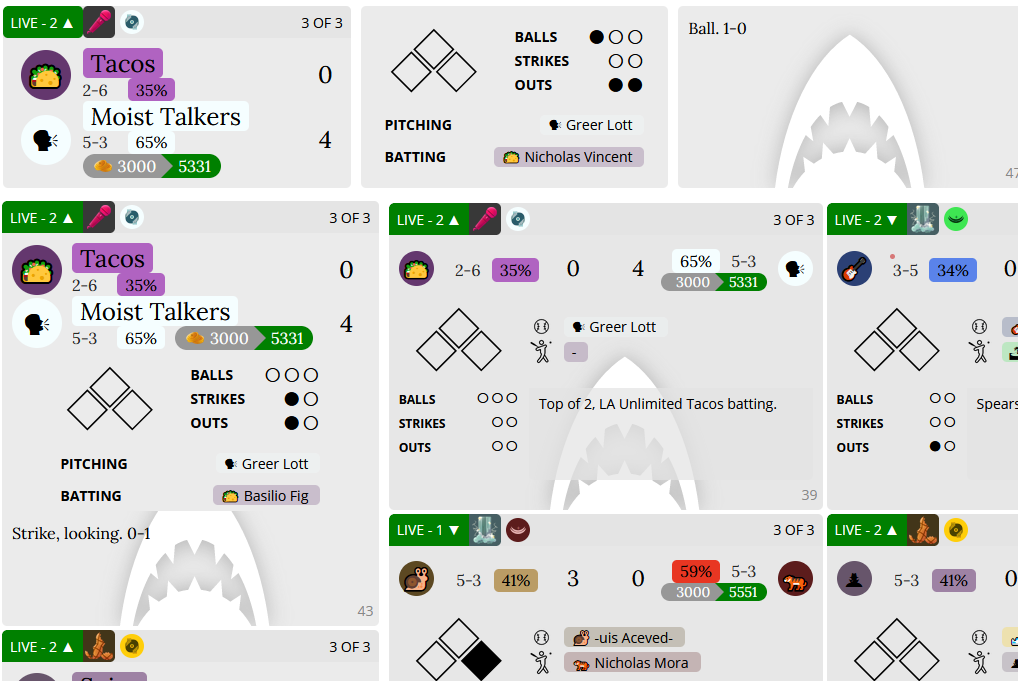 LIVE - 2 ▲ 3 OF 3
Tacos 0
2-6 35%
Moist Talkers 4
5-3 65%
3000 5331
BALLS
STRIKES
OUTS
PITCHING Greer Lott
BATTING Nicholas Vincent
Ball. 1-0
47
LIVE - 2 ▲ 3 OF 3
Tacos 0
2-6 35%
Moist Talkers 4
5-3 65% 3000 5331
BALLS
STRIKES
OUTS
PITCHING Greer Lott
BATTING Basilio Fig
Strike, looking. 0-1
43
LIVE - 2 ▲ 3 OF 3
LIVE - 2 ▲ 3 OF 3
2-6 35% 0 4 65% 5-3
3000 5331
Greer Lott
-
BALLS
STRIKES
OUTS
Top of 2, LA Unlimited Tacos batting.
39
LIVE - 2 ▼
3-5 34% 0
BALLS
STRIKES
OUTS
Spears
LIVE - 1 ▼ 3 OF 3
5-3 41% 3 0 59% 5-3
3000 5551
-uis Aceved-
Nicholas Mora
LIVE - 2 ▲
5-3 41% 0